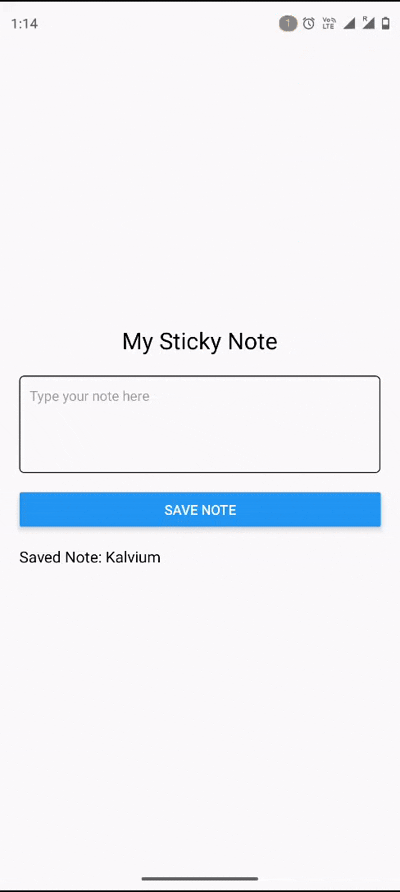 1:14
1
Vo)) R
LTE
My Sticky Note
Type your note here
SAVE NOTE
Saved Note: Kalvium